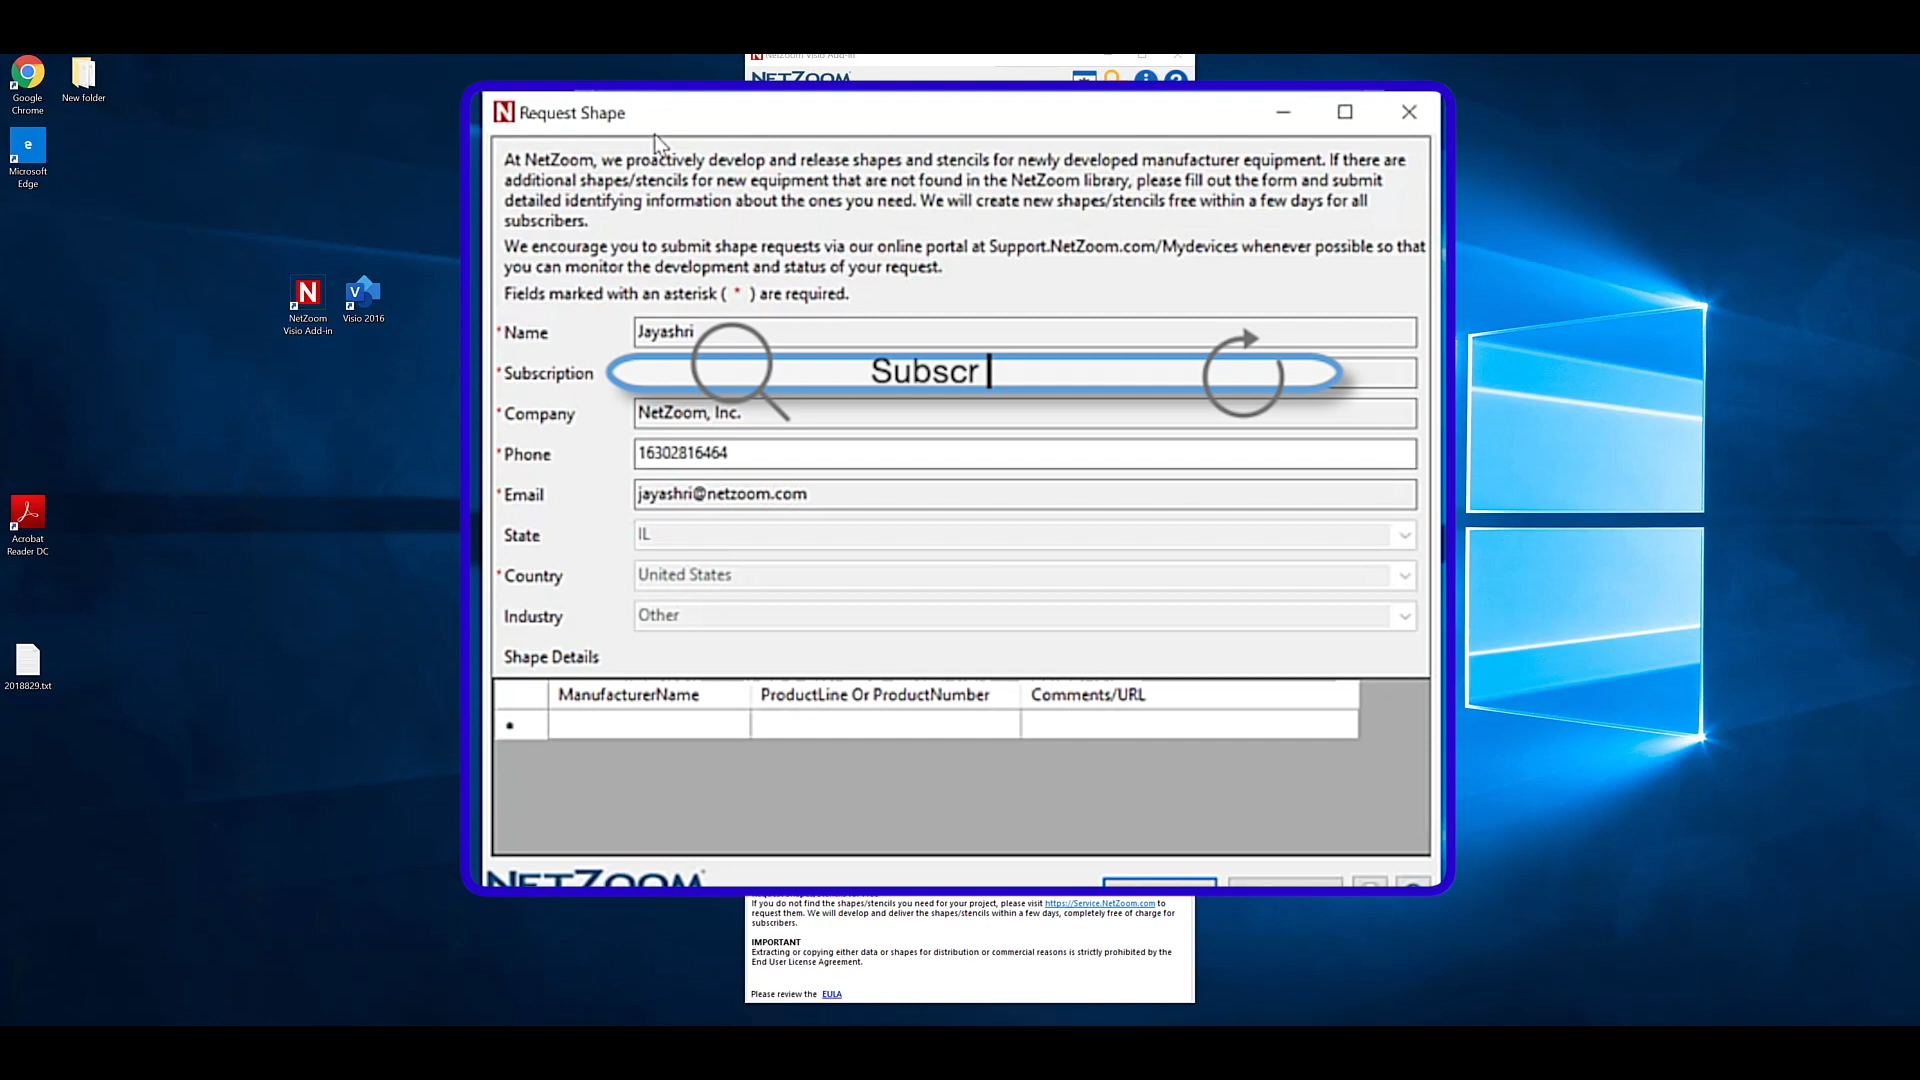 Google
Chrome
New folder
Microsoft
Edge
NetZoom
Visio Add-in
Visio 2016
Acrobat
Reader DC
2018829.txt
NetZoom Visio Add-in
NETZOOM
Request Shape
At NetZoom, we proactively develop and release shapes and stencils for newly developed manufacturer equipment. If there are
additional shapes/stencils for new equipment that are not found in the NetZoom library, please fill out the form and submit
detailed identifying information about the ones you need. We will create new shapes/stencils free within a few days for all
subscribers.
We encourage you to submit shape requests via our online portal at Support.NetZoom.com/Mydevices whenever possible so that
you can monitor the development and status of your request.
Fields marked with an asterisk ( * ) are required.
* Name Jayashri
* Subscription Subscr
* Company NetZoom, Inc.
* Phone 16302816464
* Email jayashri@netzoom.com
State IL
* Country United States
Industry Other
Shape Details
ManufacturerName ProductLine Or ProductNumber Comments/URL
NETZOOM
If you do not find the shapes/stencils you need for your project, please visit https://Service.NetZoom.com to
request them. We will develop and deliver the shapes/stencils within a few days, completely free of charge for
subscribers.
IMPORTANT
Extracting or copying either data or shapes for distribution or commercial reasons is strictly prohibited by the
End User License Agreement.
Please review the EULA